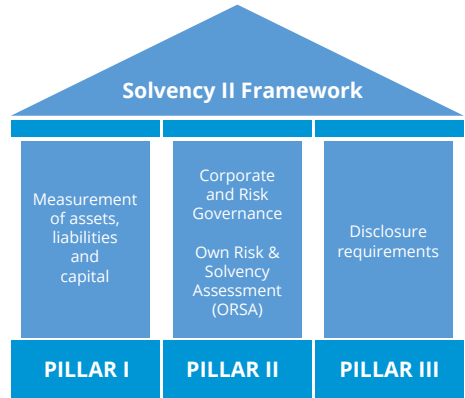 Solvency II Framework
Measurement
of assets,
liabilities
and
capital
Corporate
and Risk
Governance
Own Risk &
Solvency
Assessment
(ORSA)
Disclosure
requirements
PILLAR I
PILLAR II
PILLAR III